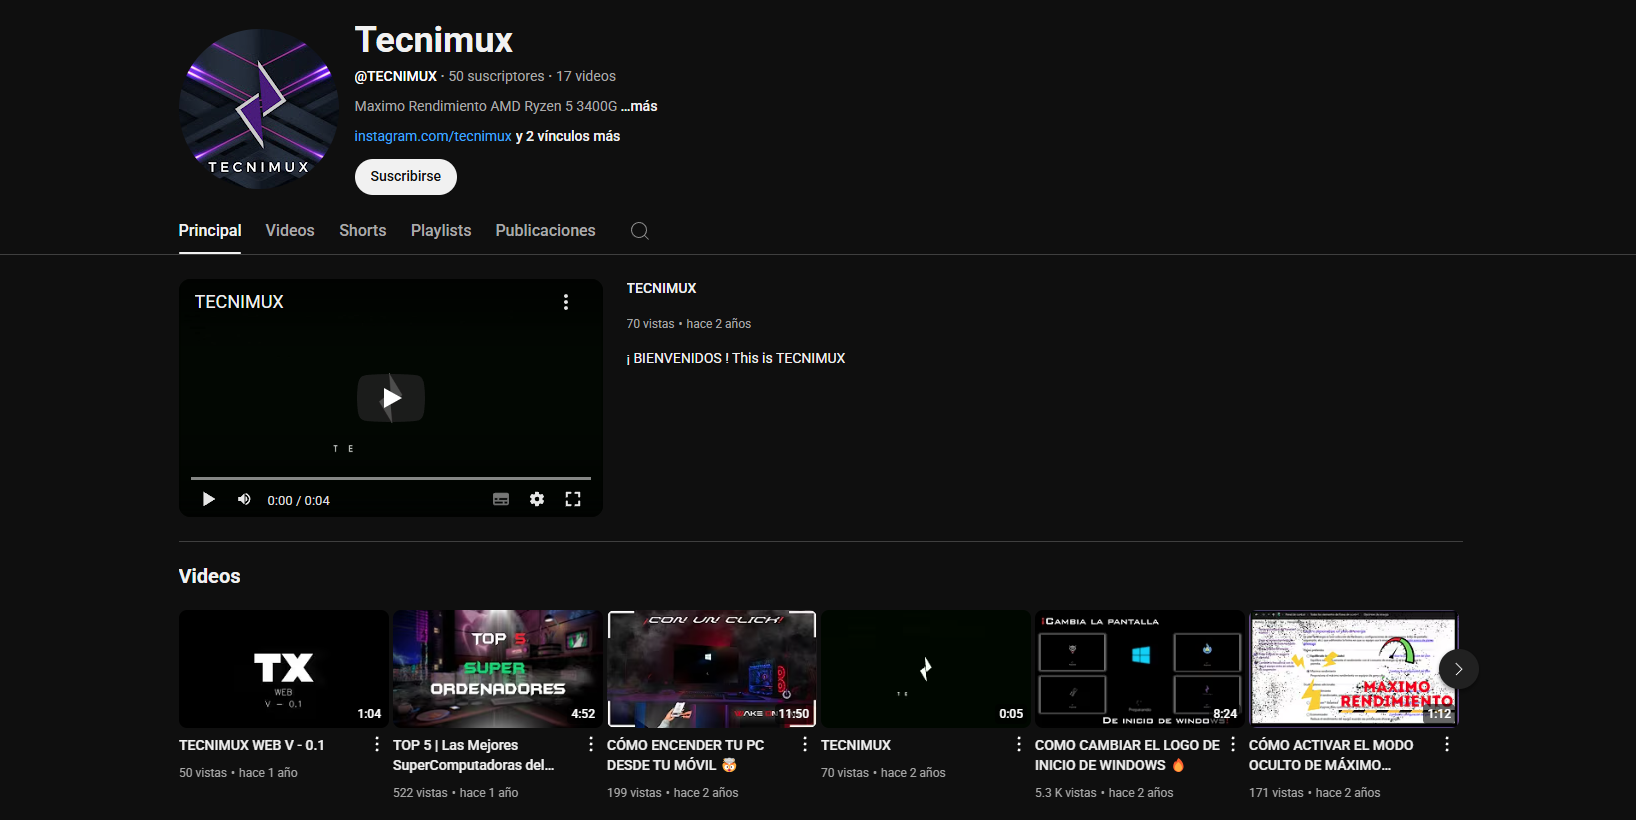 Tecnimux
@TECNIMUX · 50 suscriptores · 17 videos
Maximo Rendimiento AMD Ryzen 5 3400G ...más
instagram.com/tecnimux y 2 vínculos más
Suscribirse
TECNIMUX
Principal Videos Shorts Playlists Publicaciones
TECNIMUX
T E
0:00 / 0:04
TECNIMUX
70 vistas • hace 2 años
¡ BIENVENIDOS ! This is TECNIMUX
Videos
TX
WEB
V - 0.1
1:04
TECNIMUX WEB V - 0.1
50 vistas • hace 1 año
TOP 5
SUPER
ORDENADORES
4:52
TOP 5 | Las Mejores
SuperComputadoras del...
522 vistas • hace 1 año
CON UN CLICK!
11:50
CÓMO ENCENDER TU PC
DESDE TU MÓVIL 🤯
199 vistas • hace 2 años
T E
0:05
TECNIMUX
70 vistas • hace 2 años
¡CAMBIA LA PANTALLA
DE INICIO DE WINDOWS!
8:24
COMO CAMBIAR EL LOGO DE
INICIO DE WINDOWS 🔥
5.3 K vistas • hace 2 años
MAXIMO
RENDIMIENTO
1:12
CÓMO ACTIVAR EL MODO
OCULTO DE MÁXIMO...
171 vistas • hace 2 años